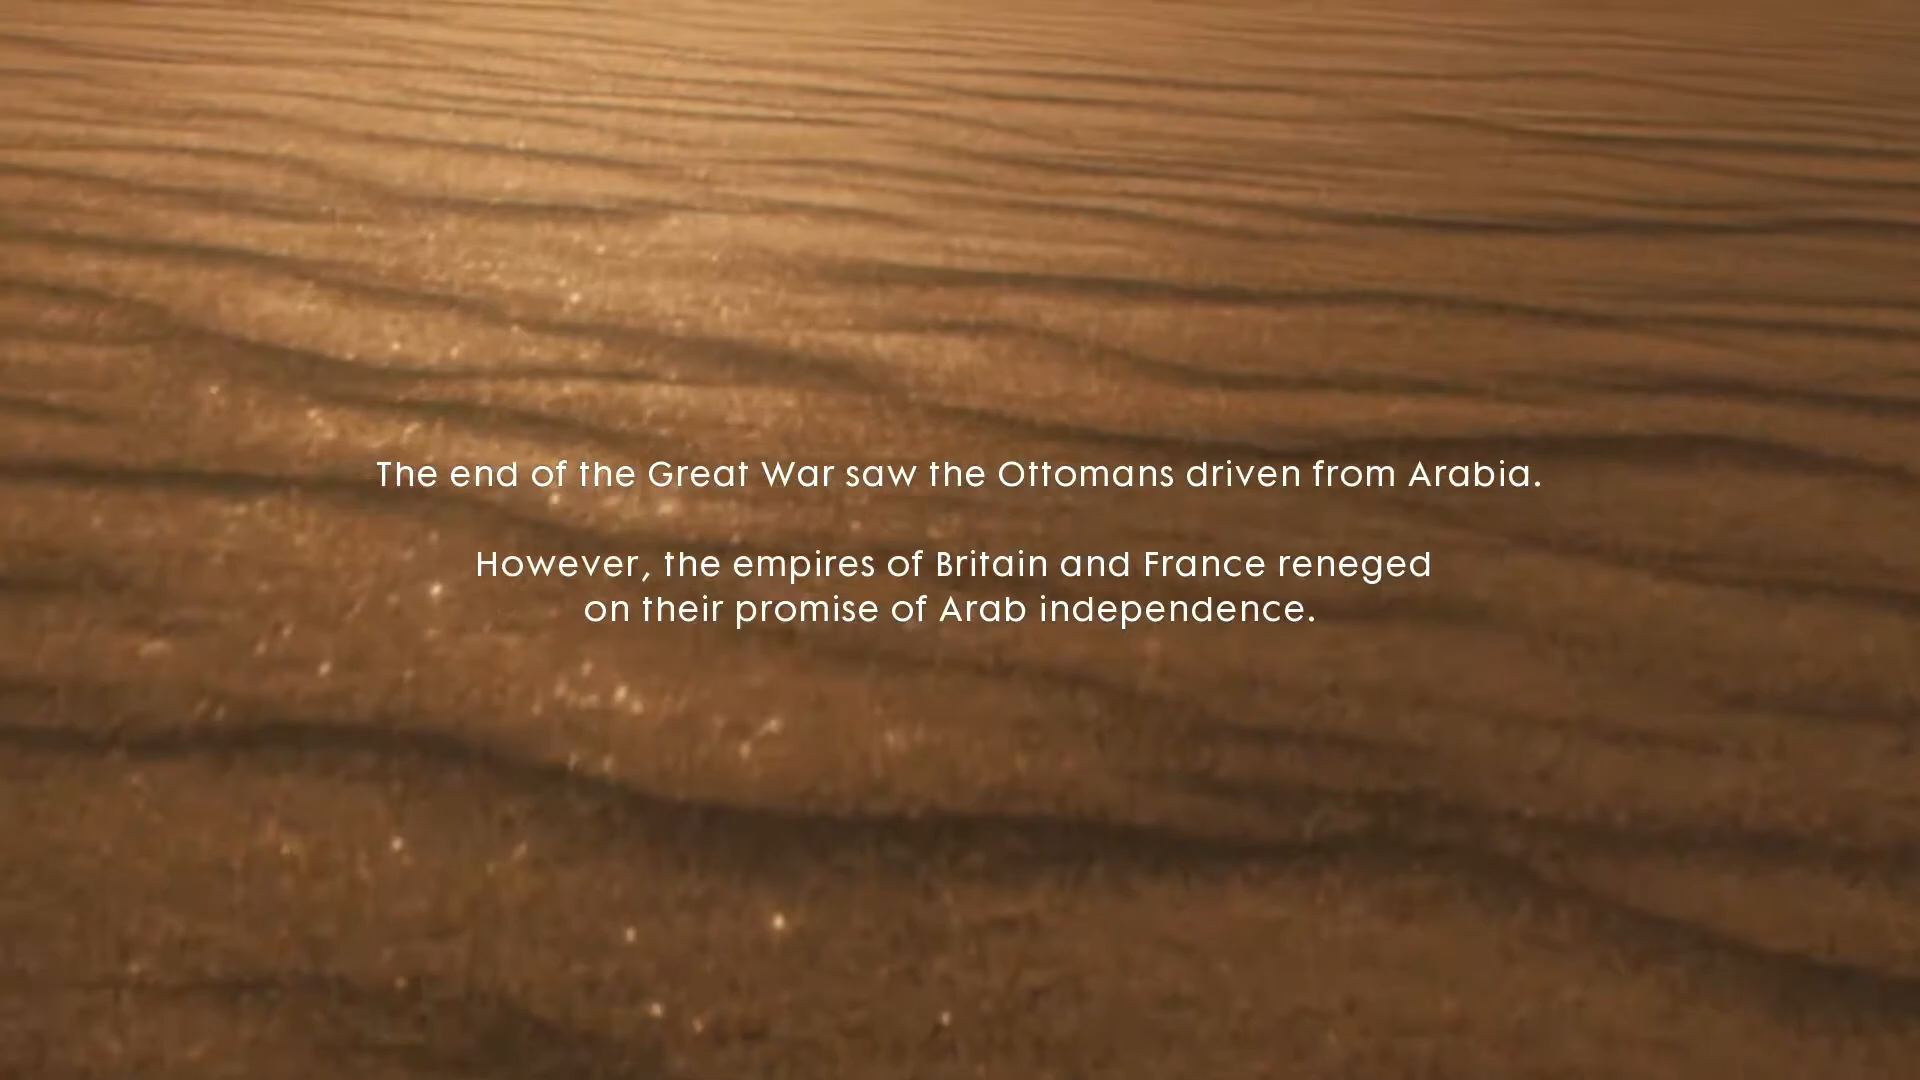 The end of the Great War saw the Ottomans driven from Arabia.
However, the empires of Britain and France reneged
on their promise of Arab independence.